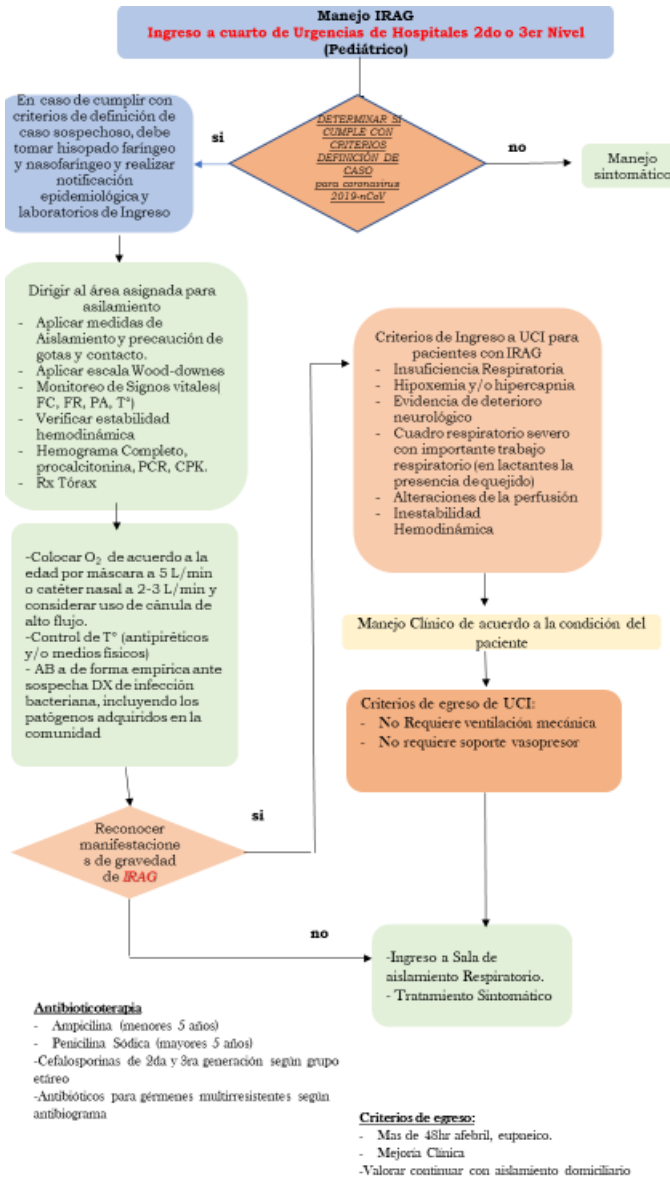 Manejo IRAG
Ingreso a cuarto de Urgencias de Hospitales 2do o 3er Nivel
(Pediátrico)
DETERMINAR SI
CUMPLE CON
CRITERIOS
DEFINICIÓN DE
CASO
para coronavirus
2019-nCoV
si
no
En caso de cumplir con
criterios de definición de
caso sospechoso, debe
tomar hisopado faríngeo
y nasofaríngeo y realizar
notificación
epidemiológica y
laboratorios de Ingreso
Manejo
sintomático
Dirigir al área asignada para
asilamiento
- Aplicar medidas de
Aislamiento y precaución de
gotas y contacto.
- Aplicar escala Wood-downes
- Monitoreo de Signos vitales(
FC, FR, PA, T°)
- Verificar estabilidad
hemodinámica
- Hemograma Completo,
procalcitonina, PCR, CPK.
- Rx Tórax
-Colocar O₂ de acuerdo a la
edad por máscara a 5 L/min
o catéter nasal a 2-3 L/min y
considerar uso de cánula de
alto flujo.
-Control de T° (antipiréticos
y/o medios físicos)
- AB a de forma empírica ante
sospecha DX de infección
bacteriana, incluyendo los
patógenos adquiridos en la
comunidad
Reconocer
manifestacione
s de gravedad
de IRAG
si
no
Criterios de Ingreso a UCI para
pacientes con IRAG
- Insuficiencia Respiratoria
- Hipoxemia y/o hipercapnia
- Evidencia de deterioro
neurológico
- Cuadro respiratorio severo
con importante trabajo
respiratorio (en lactantes la
presencia de quejido)
- Alteraciones de la perfusión
- Inestabilidad
Hemodinámica
Manejo Clínico de acuerdo a la condición del
paciente
Criterios de egreso de UCI:
- No Requiere ventilación mecánica
- No requiere soporte vasopresor
-Ingreso a Sala de
aislamiento Respiratorio.
- Tratamiento Sintomático
Antibioticoterapia
- Ampicilina (menores 5 años)
- Penicilina Sódica (mayores 5 años)
-Cefalosporinas de 2da y 3ra generación según grupo
etáreo
-Antibióticos para gérmenes multirresistentes según
antibiograma
Criterios de egreso:
- Mas de 48hr afebril, eupneico.
- Mejoría Clínica
-Valorar continuar con aislamiento domiciliario